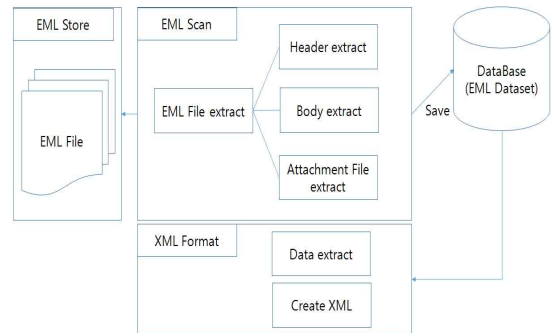 EML Store
EML File
EML Scan
EML File extract
Header extract
Body extract
Attachment File
extract
Save
DataBase
(EML Dataset)
XML Format
Data extract
Create XML